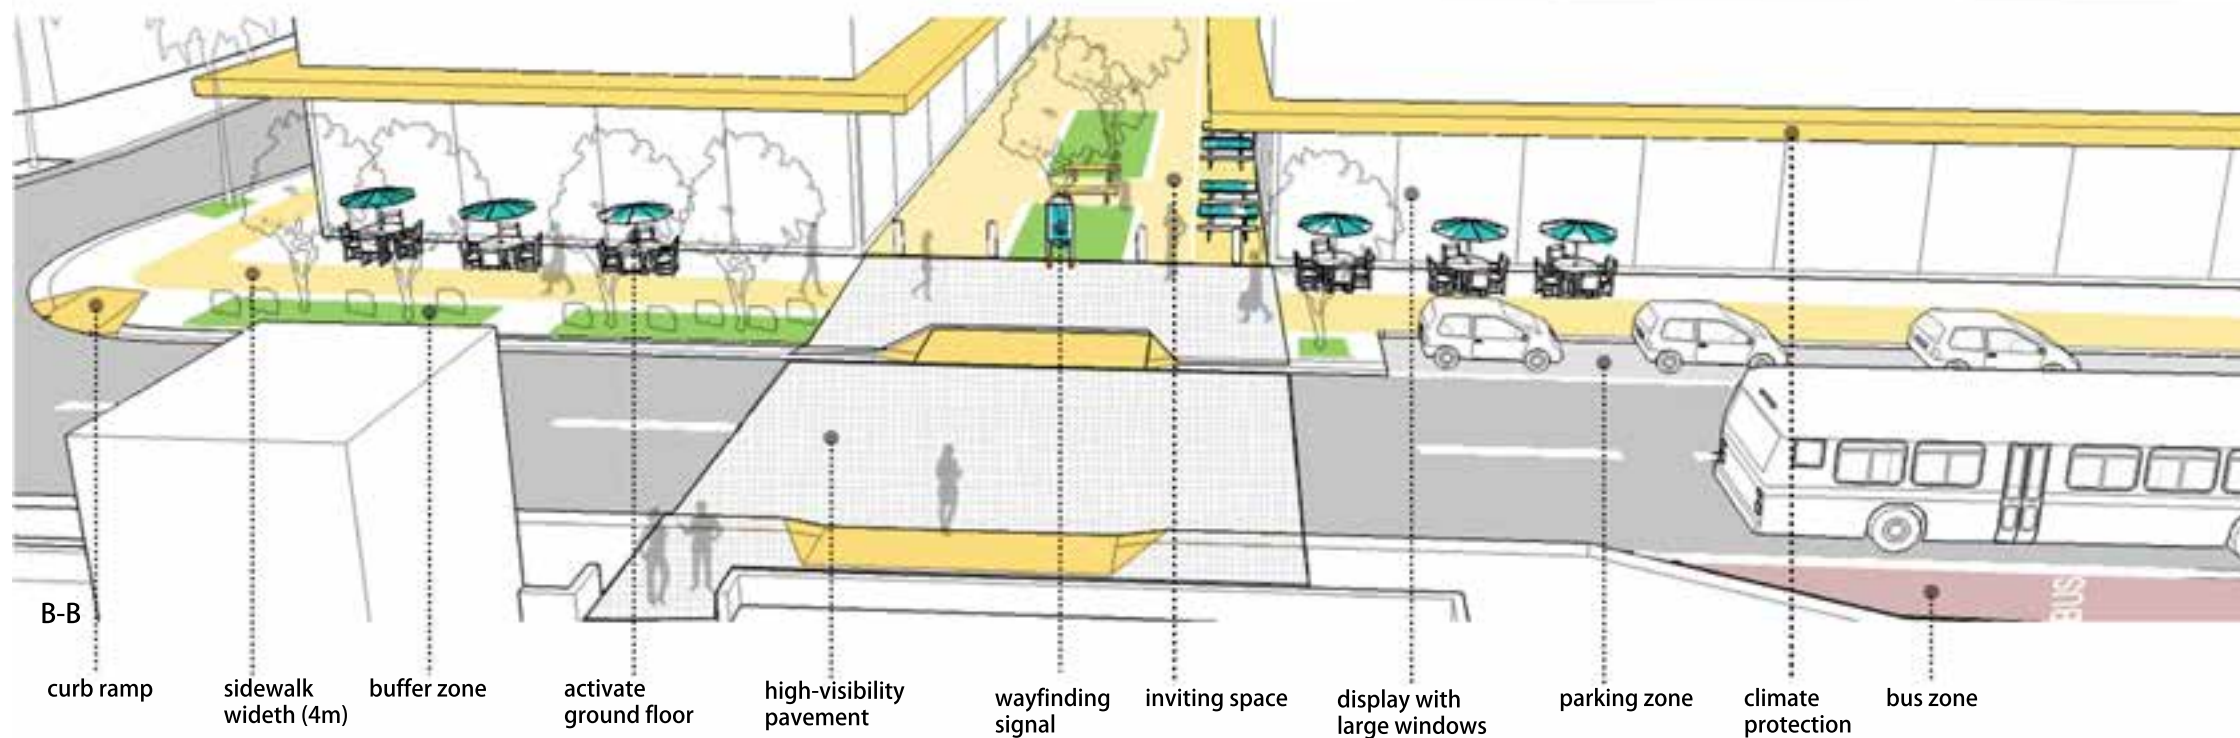 BUS
B-B
curb ramp
sidewalk
wideth (4m)
buffer zone
activate
ground floor
high-visibility
pavement
wayfinding
signal
inviting space
display with
large windows
parking zone
climate
protection
bus zone